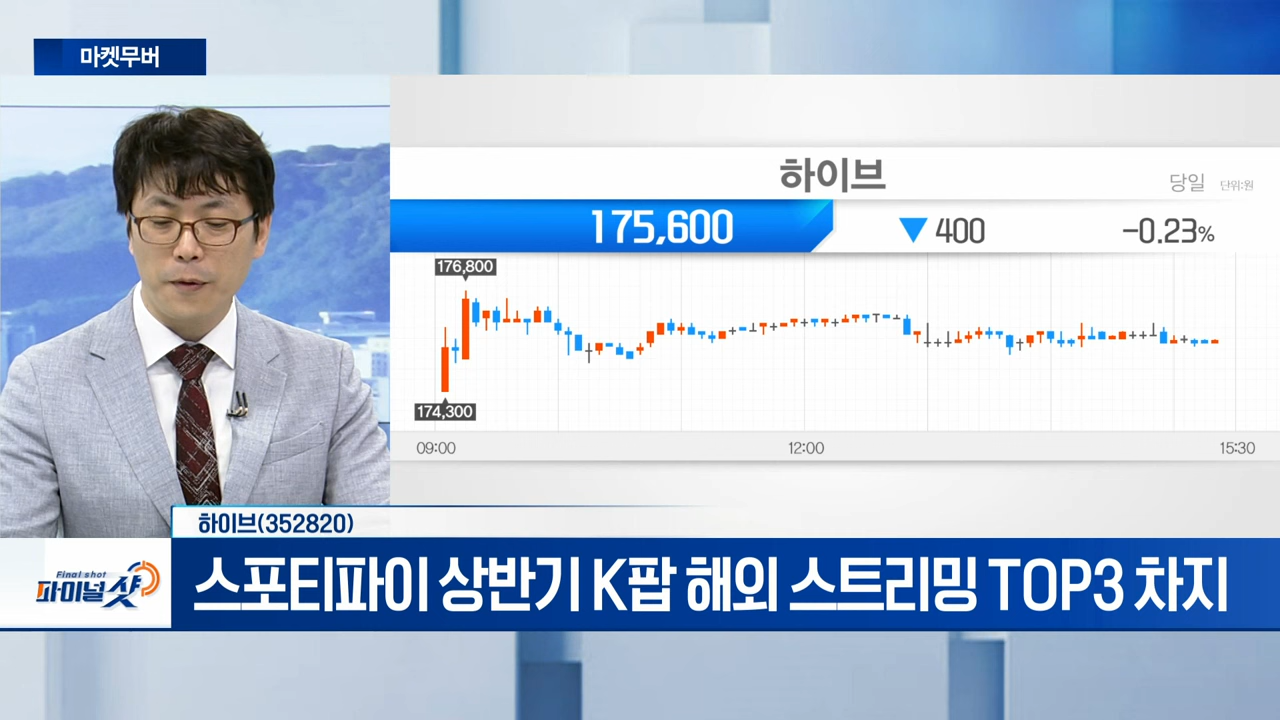 마켓무버
하이브
당일 단위:원
175,600 ▼400 -0.23%
176,800
174,300
09:00 12:00 15:30
하이브(352820)
Final shot
파이널샷
스포티파이 상반기 K팝 해외 스트리밍 TOP3 차지